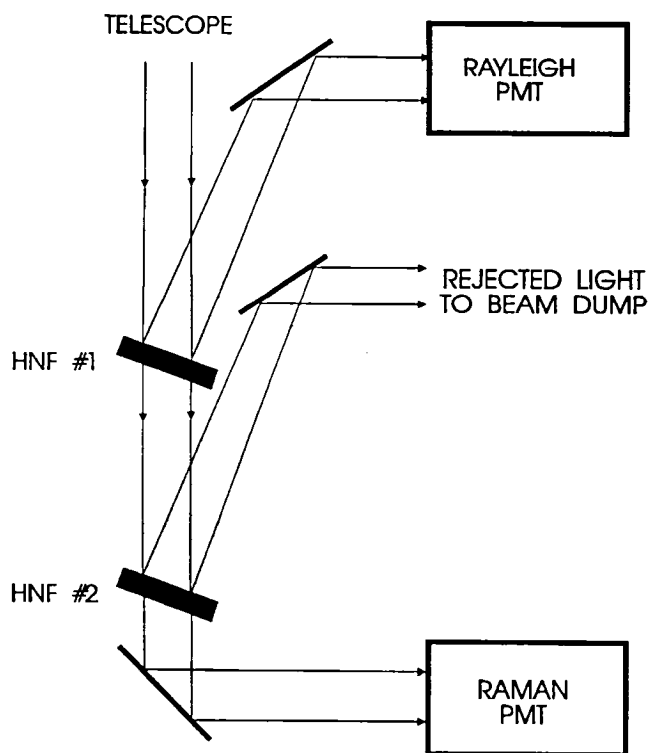 TELESCOPE
RAYLEIGH
PMT
REJECTED LIGHT
TO BEAM DUMP
HNF #1
HNF #2
RAMAN
PMT